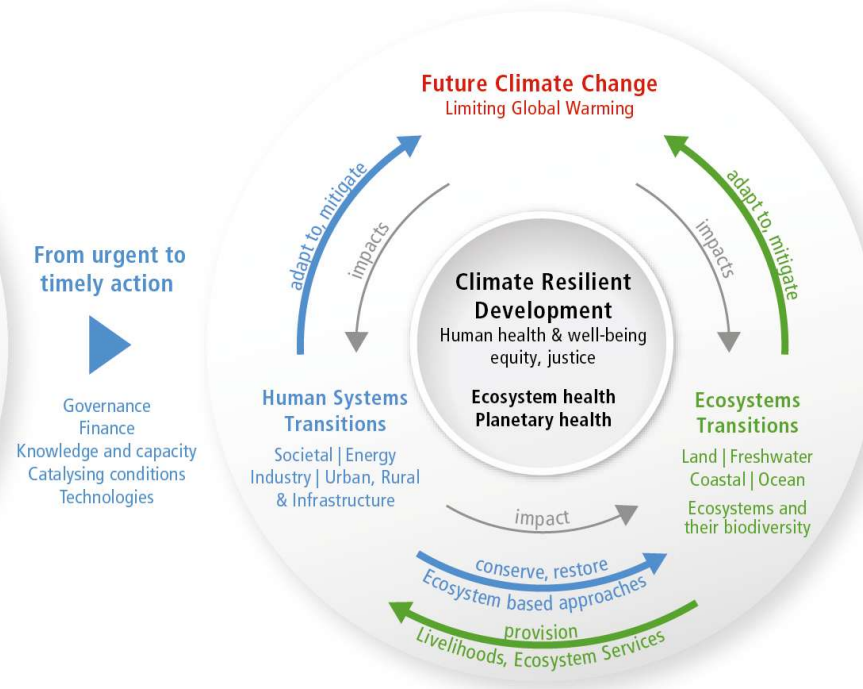 From urgent to
timely action
Governance
Finance
Knowledge and capacity
Catalysing conditions
Technologies
Future Climate Change
Limiting Global Warming
adapt to, mitigate
impacts
impacts
adapt to, mitigate
Climate Resilient
Development
Human health & well-being
equity, justice
Ecosystem health
Planetary health
Human Systems
Transitions
Societal | Energy
Industry | Urban, Rural
& Infrastructure
Ecosystems
Transitions
Land | Freshwater
Coastal | Ocean
Ecosystems and
their biodiversity
impact
conserve, restore
Ecosystem based approaches
provision
Livelihoods, Ecosystem Services